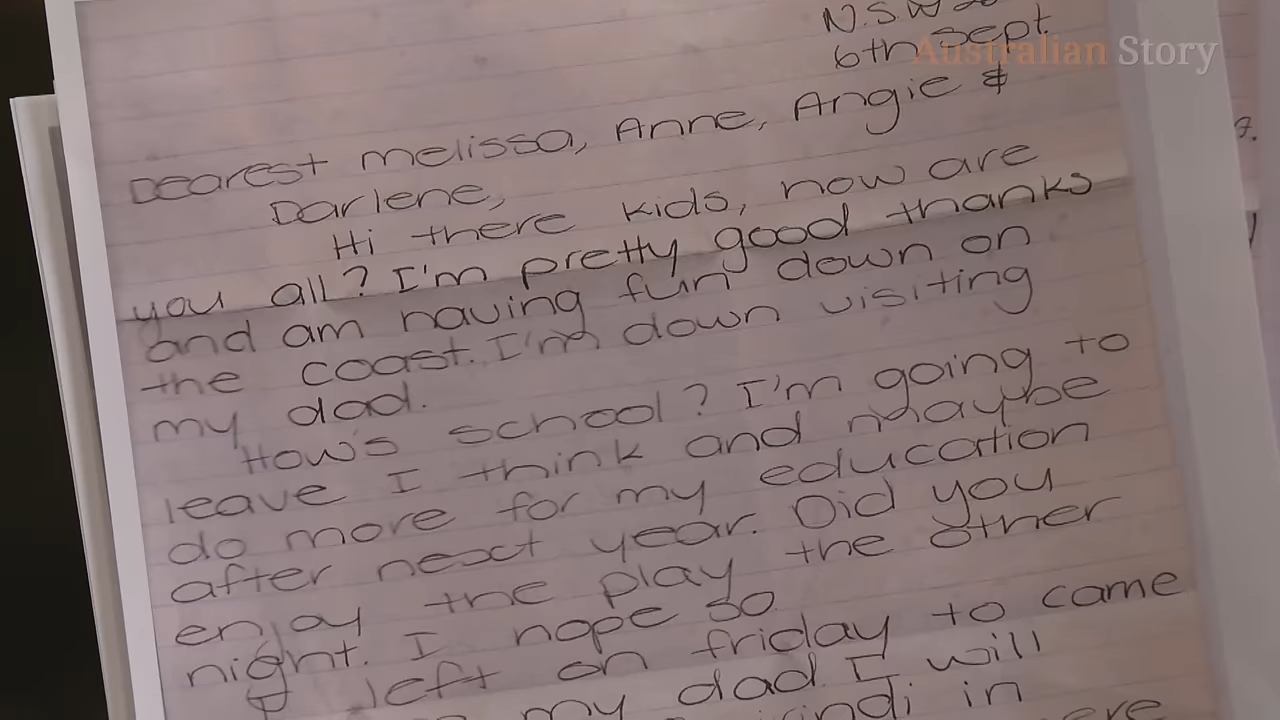 N.S.W
6th Sept.
Australian Story
Dearest Melissa, Anne, Angie &
Darlene,
Hi there kids, how are
you all? I'm pretty good thanks
and am having fun down on
the coast. I'm down visiting
my dad.
How's school? I'm going to
leave I think and maybe
do more for my education
after next year. Did you
enjoy the play the other
night. I hope so
I left on friday to came
my dad. I will
in